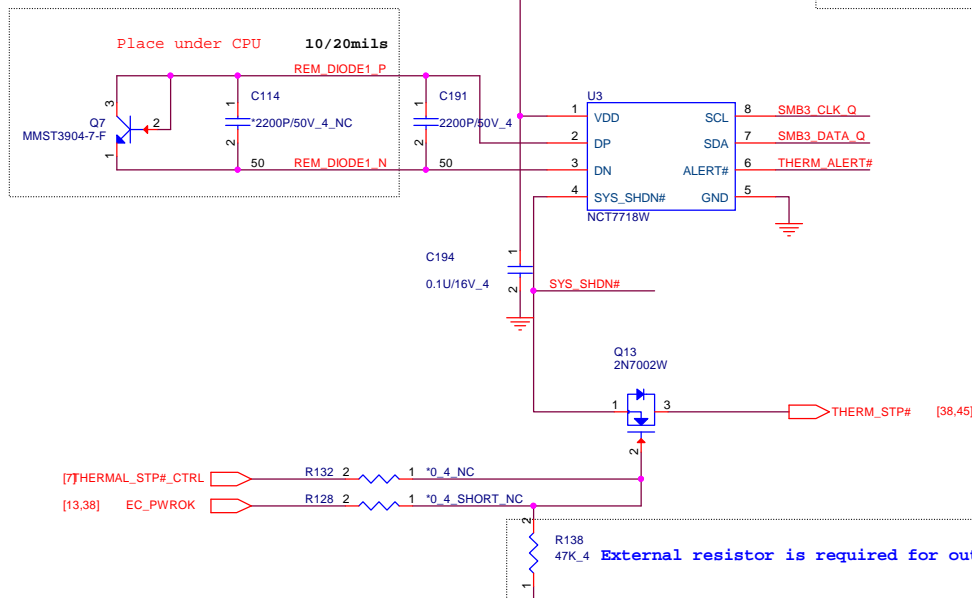 Place under CPU
10/20mils
REM_DIODE1_P
3
C114
1
C191
1
U3
Q7
MMST3904-7-F
2
*2200P/50V_4_NC
2200P/50V_4
1
VDD
SCL
8
SMB3_CLK_Q
2
DP
SDA
7
SMB3_DATA_Q
1
2
2
50
REM_DIODE1_N
50
3
DN
ALERT#
6
THERM_ALERT#
4
SYS_SHDN#
GND
5
NCT7718W
C194
1
0.1U/16V_4
2
SYS_SHDN#
Q13
2N7002W
1
3
THERM_STP#
[38,45]
2
[7]
THERMAL_STP#_CTRL
R132
2
1
*0_4_NC
[13,38]
EC_PWROK
R128
2
1
*0_4_SHORT_NC
2
R138
47K_4
External resistor is required for out
1